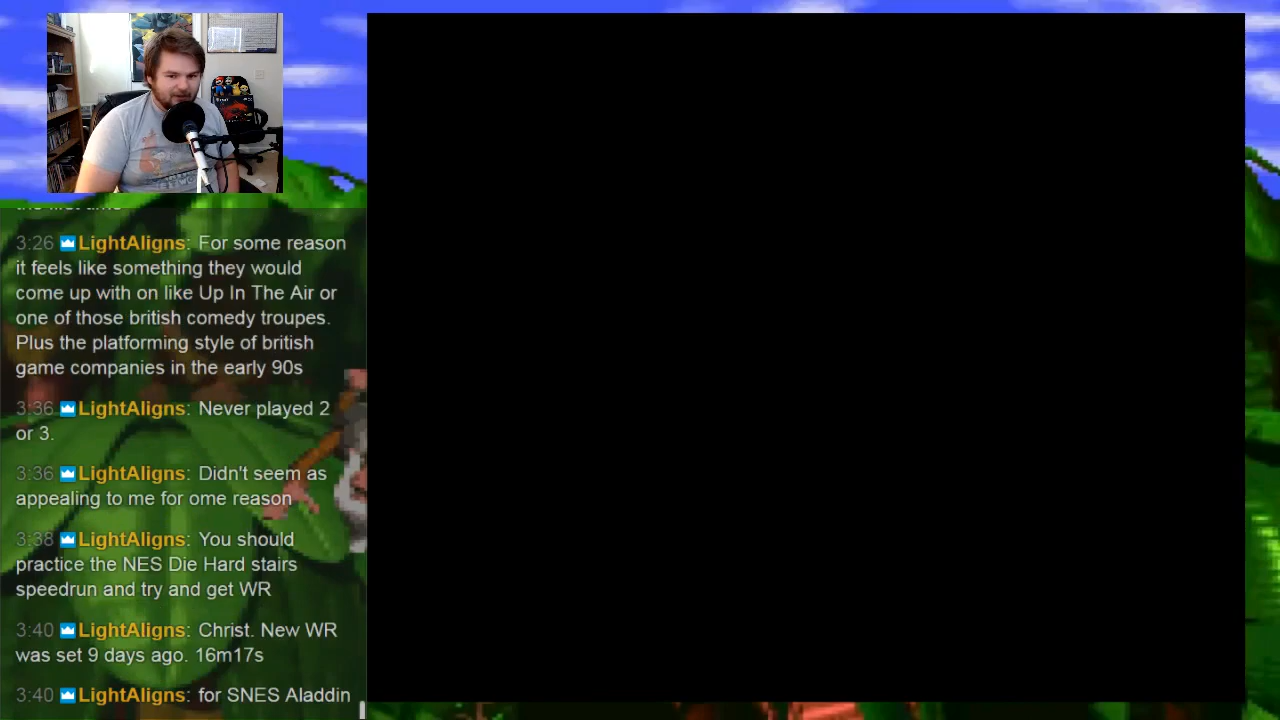 3:26 LightAligns: For some reason
it feels like something they would
come up with on like Up In The Air or
one of those british comedy troupes.
Plus the platforming style of british
game companies in the early 90s
3:36 LightAligns: Never played 2
or 3.
3:36 LightAligns: Didn't seem as
appealing to me for ome reason
3:38 LightAligns: You should
practice the NES Die Hard stairs
speedrun and try and get WR
3:40 LightAligns: Christ. New WR
was set 9 days ago. 16m17s
3:40 LightAligns: for SNES Aladdin